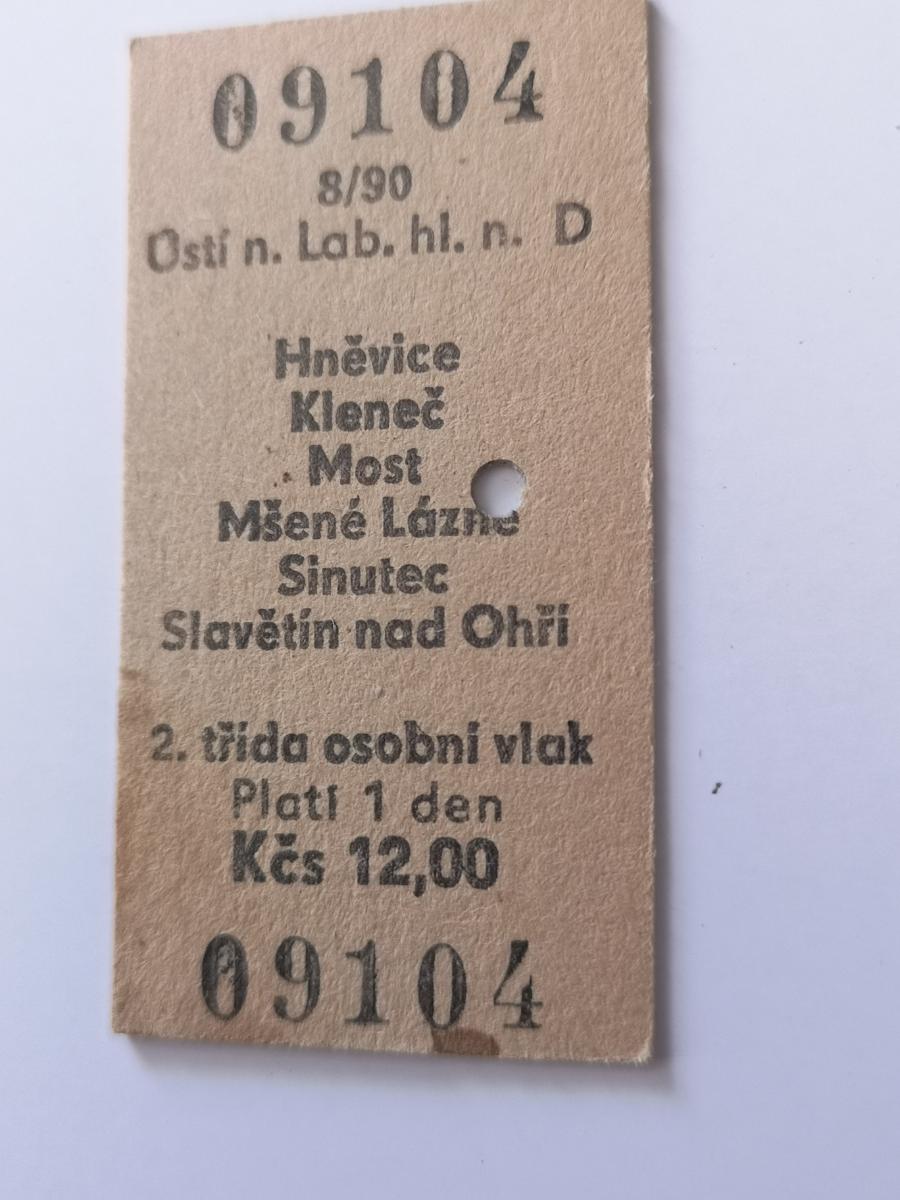 09104
8/90
Ústí n. Lab. hl. n. D
Hněvice
Kleneč
Most
Mšené Lázně
Sinutec
Slavětín nad Ohří
2. třída osobní vlak
Platí 1 den
Kčs 12,00
09104